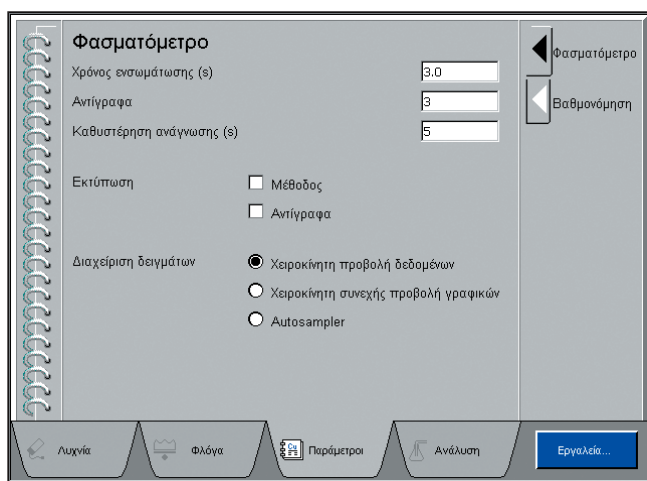 Φασματόμετρο
Χρόνος ενσωμάτωσης (s) 3.0
Αντίγραφα 3
Καθυστέρηση ανάγνωσης (s) 5
Εκτύπωση Μέθοδος
Αντίγραφα
Διαχείριση δειγμάτων Χειροκίνητη προβολή δεδομένων
Χειροκίνητη συνεχής προβολή γραφικών
Autosampler
Φασματόμετρο
Βαθμονόμηση
Λυχνία Φλόγα Cu Παράμετροι Ανάλυση Εργαλεία...